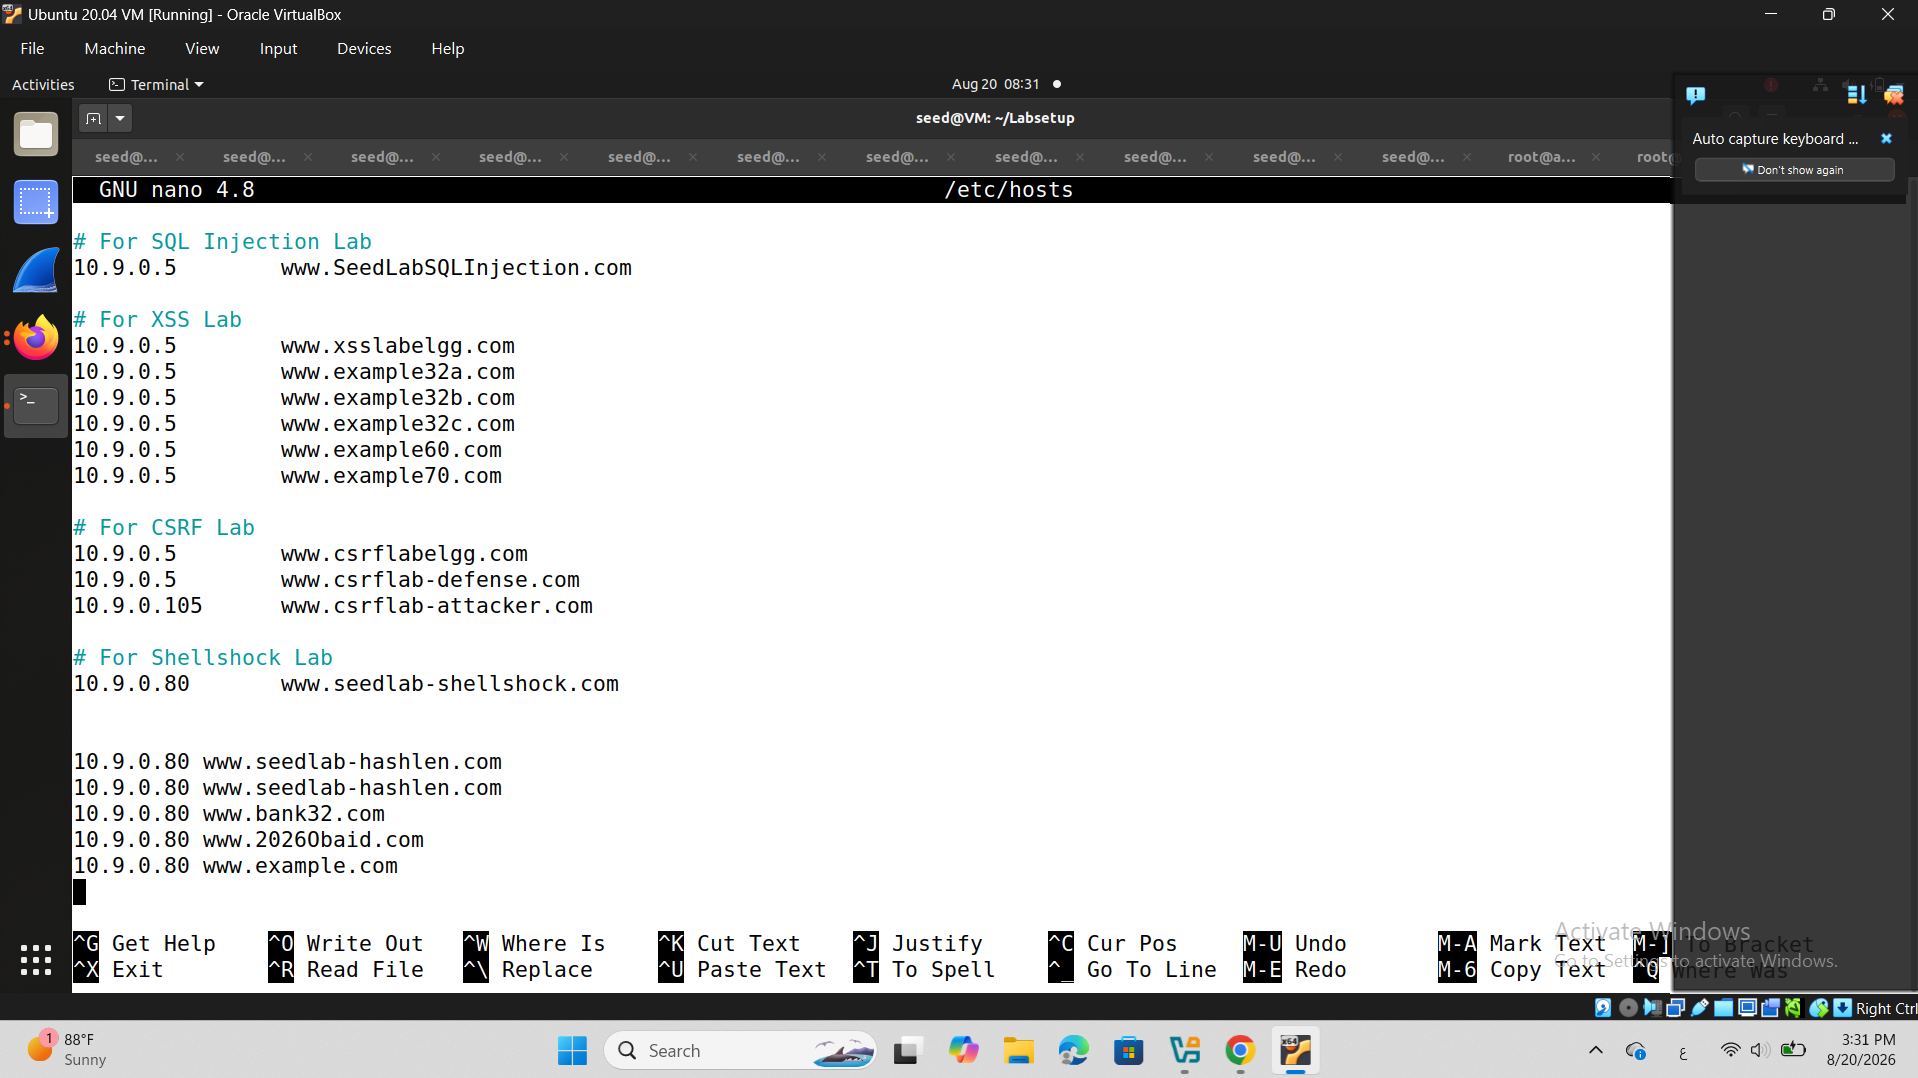 Ubuntu 20.04 VM [Running] - Oracle VirtualBox
File Machine View Input Devices Help
Activities Terminal Aug 20 08:31
seed@VM: ~/Labsetup
Auto capture keyboard ...
Don't show again
seed@... seed@... seed@... seed@... seed@... seed@... seed@... seed@... seed@... seed@... seed@... root@a... root@
GNU nano 4.8 /etc/hosts
# For SQL Injection Lab
10.9.0.5 www.SeedLabSQLInjection.com
# For XSS Lab
10.9.0.5 www.xsslabelgg.com
10.9.0.5 www.example32a.com
10.9.0.5 www.example32b.com
10.9.0.5 www.example32c.com
10.9.0.5 www.example60.com
10.9.0.5 www.example70.com
# For CSRF Lab
10.9.0.5 www.csrflabelgg.com
10.9.0.5 www.csrflab-defense.com
10.9.0.105 www.csrflab-attacker.com
# For Shellshock Lab
10.9.0.80 www.seedlab-shellshock.com
10.9.0.80 www.seedlab-hashlen.com
10.9.0.80 www.seedlab-hashlen.com
10.9.0.80 www.bank32.com
10.9.0.80 www.2026Obaid.com
10.9.0.80 www.example.com
Activate Windows
Go to Settings to activate Windows.
^G Get Help ^O Write Out ^W Where Is ^K Cut Text ^J Justify ^C Cur Pos M-U Undo M-A Mark Text M-] To Bracket
^X Exit ^R Read File ^\ Replace ^U Paste Text ^T To Spell ^_ Go To Line M-E Redo M-6 Copy Text ^Q Where Was
Right Ctrl
1 88°F
Sunny
Search
ع
3:31 PM
8/20/2026